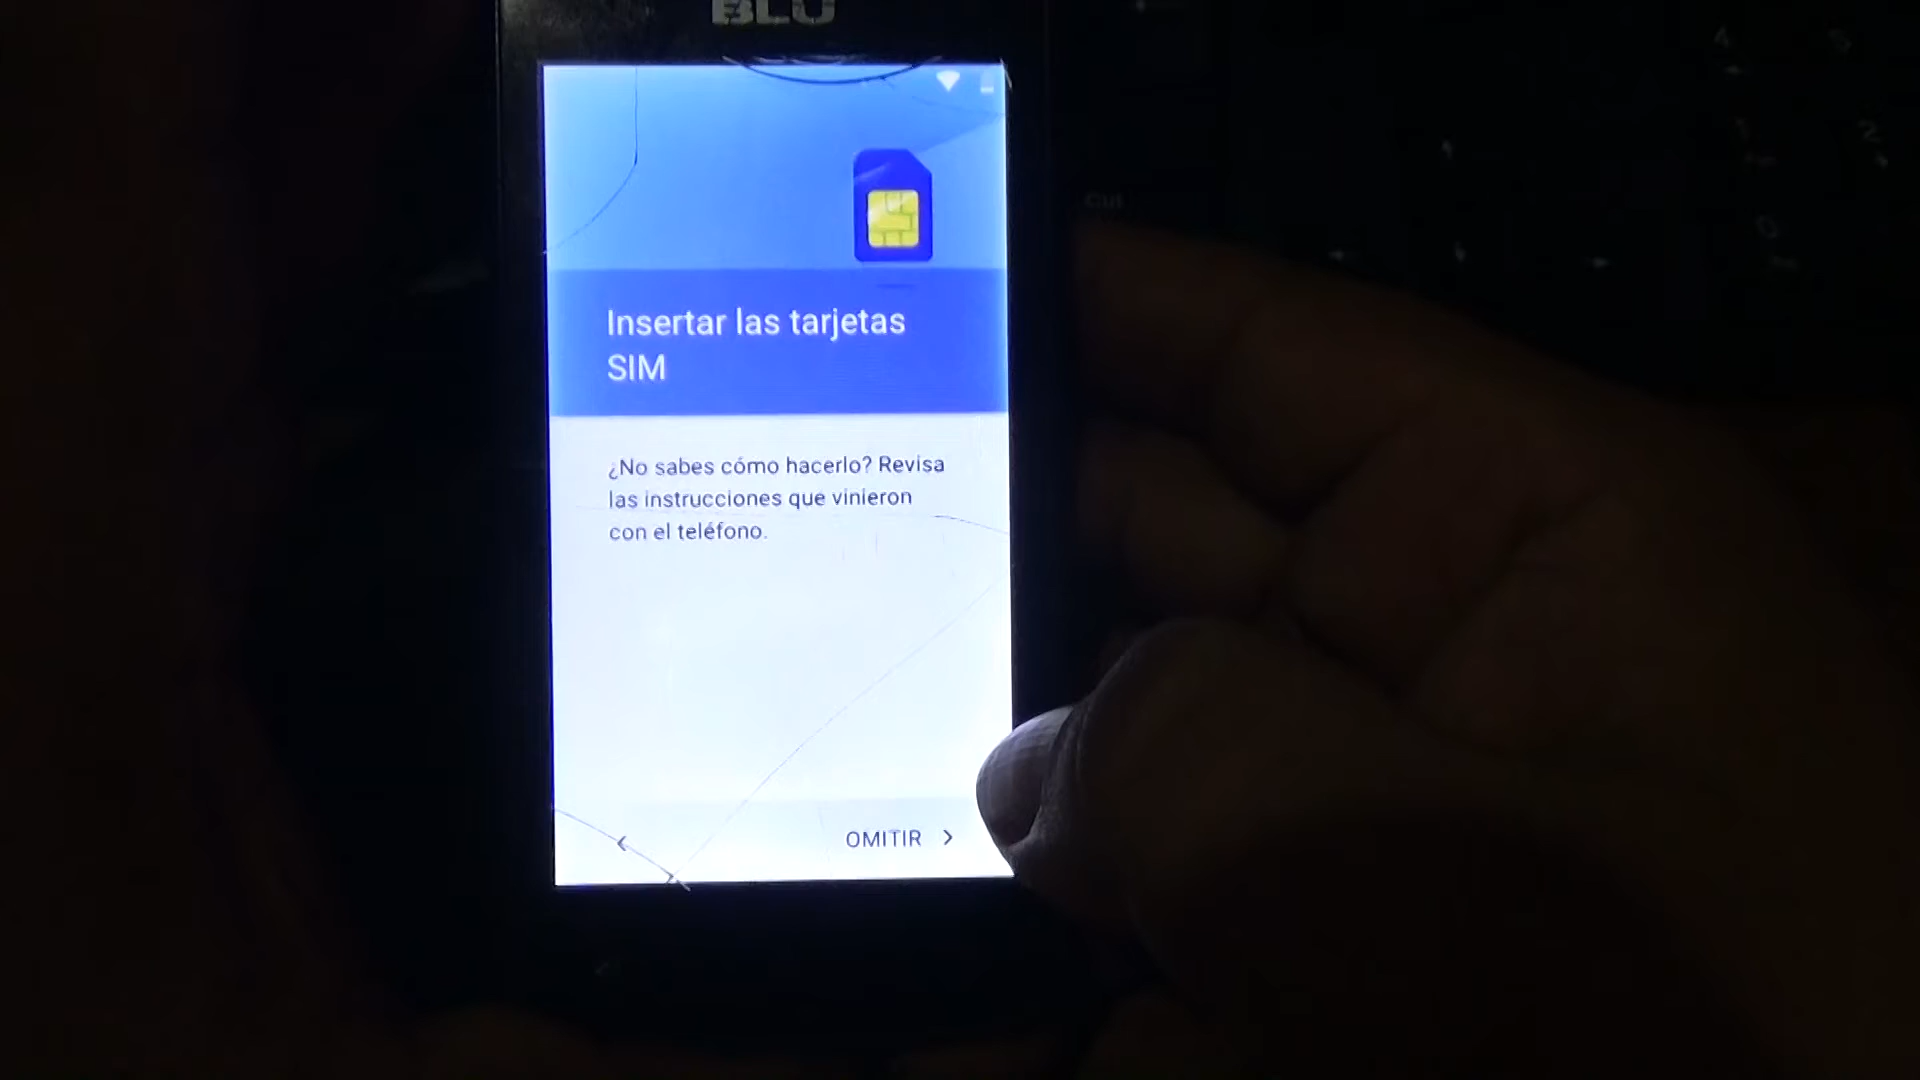 BLU
Insertar las tarjetas
SIM
¿No sabes cómo hacerlo? Revisa
las instrucciones que vinieron
con el teléfono.
OMITIR